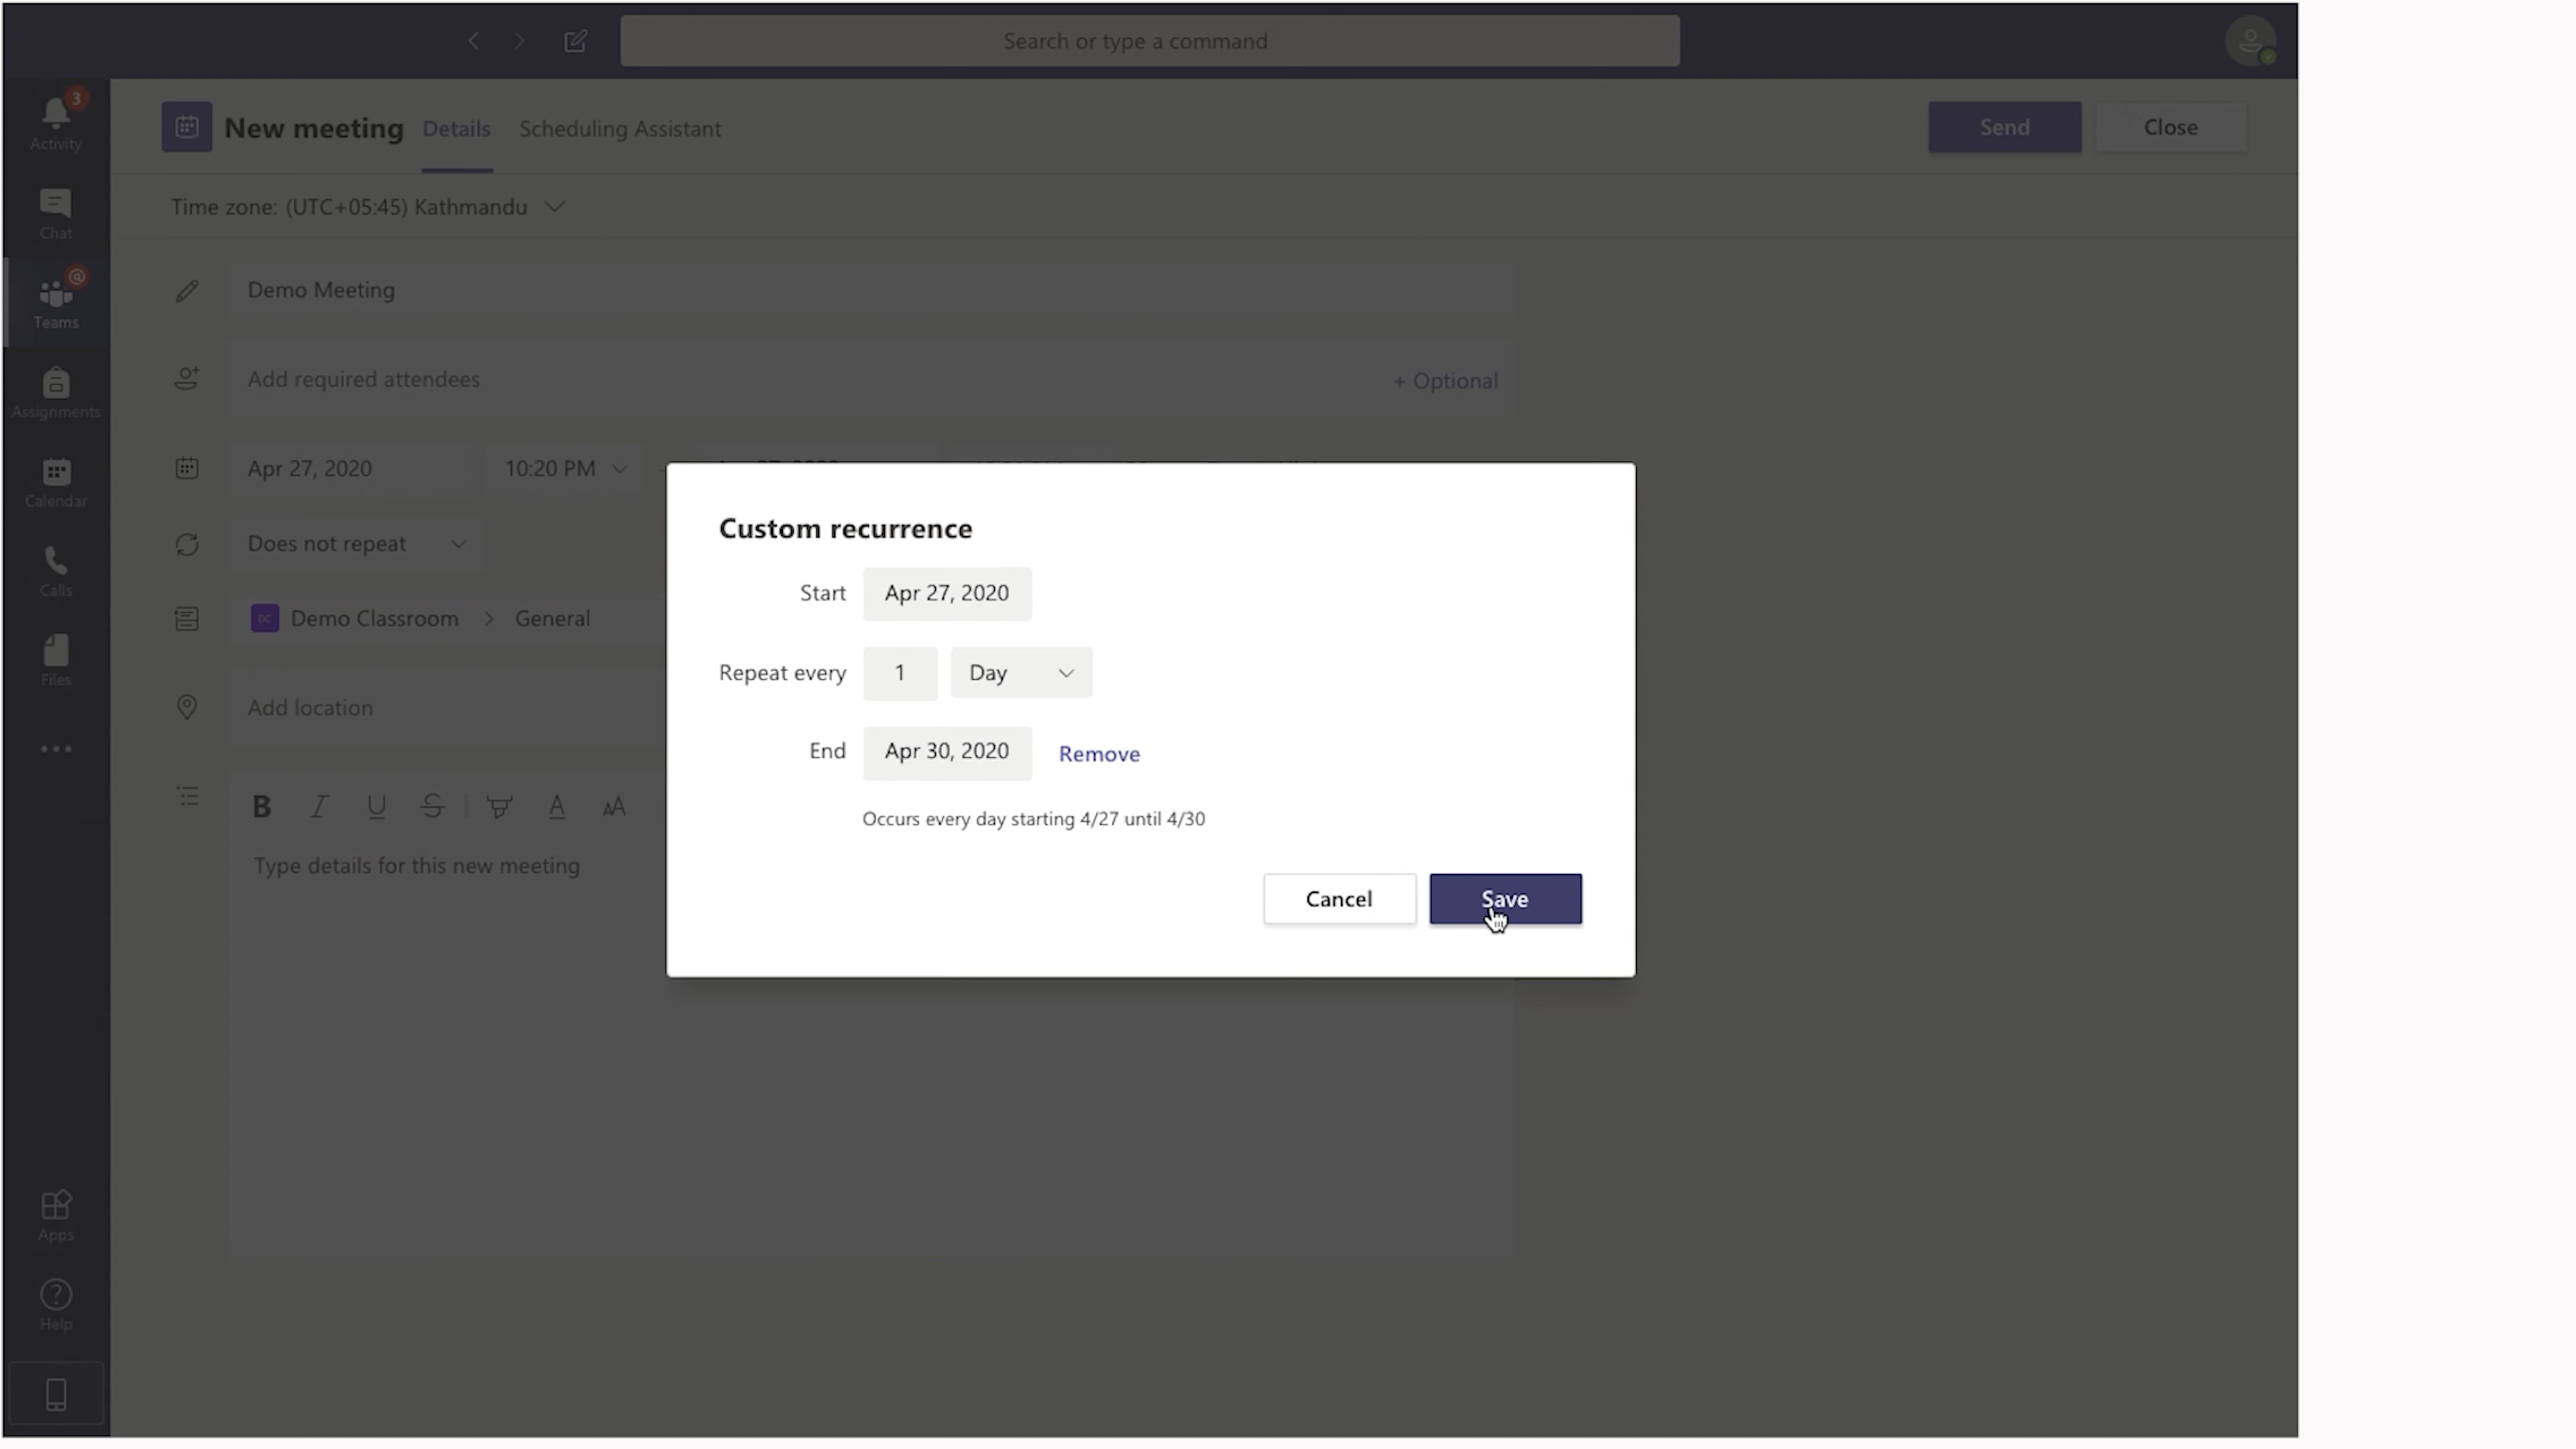 Search or type a command
3
Activity
New meeting Details Scheduling Assistant Send Close
Time zone: (UTC+05:45) Kathmandu
Chat
@
Teams
Demo Meeting
Add required attendees + Optional
Assignments
Apr 27, 2020 10:20 PM
Calendar
Does not repeat
Calls
DC Demo Classroom > General
Files
Add location
B I U S A AA
Type details for this new meeting
Apps
Help
Custom recurrence
Start Apr 27, 2020
Repeat every 1 Day
End Apr 30, 2020 Remove
Occurs every day starting 4/27 until 4/30
Cancel Save